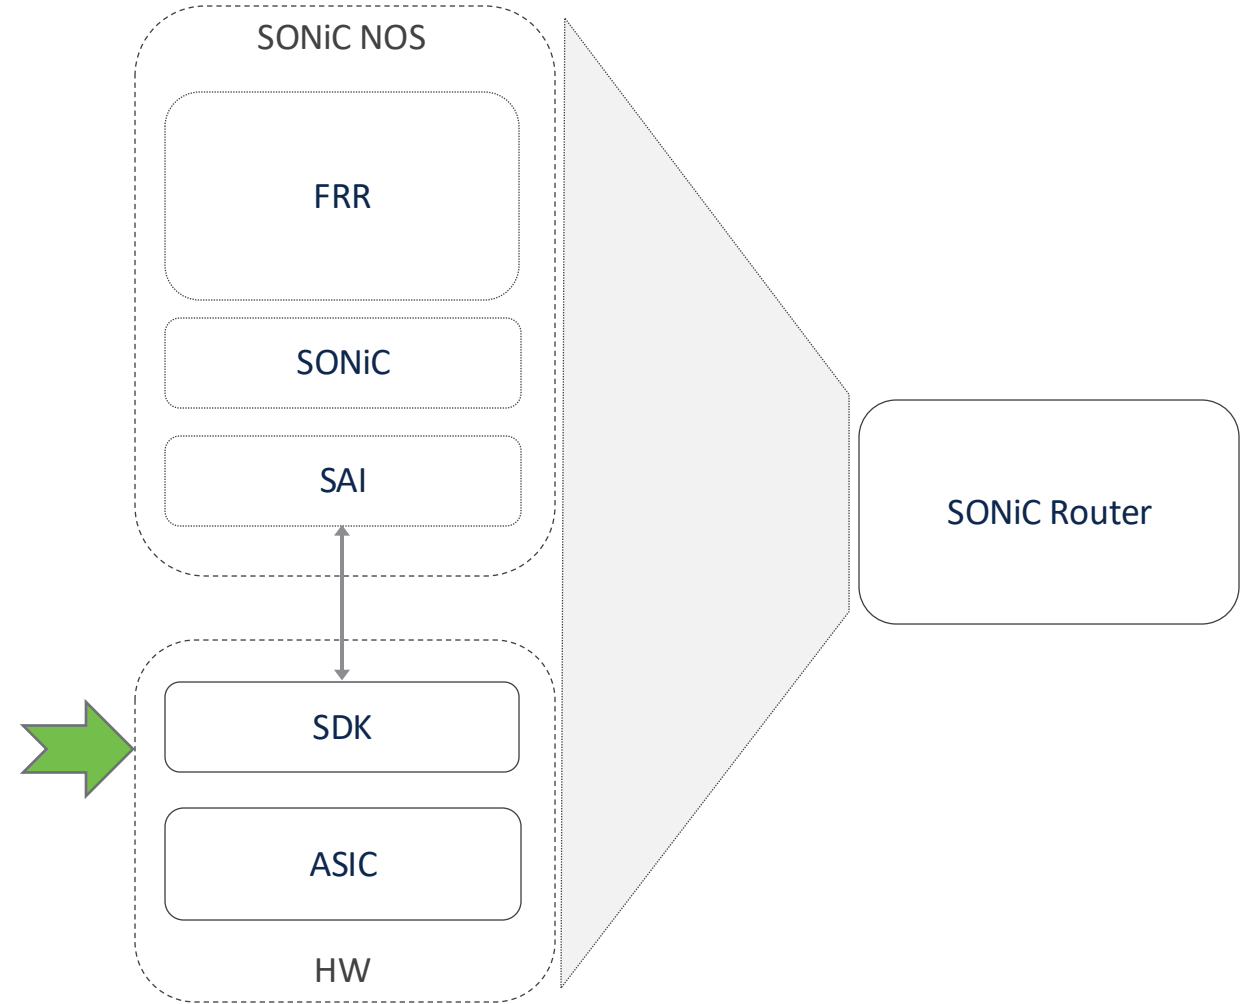 SONiC NOS
FRR
SONiC
SAI
SONiC Router
SDK
ASIC
HW